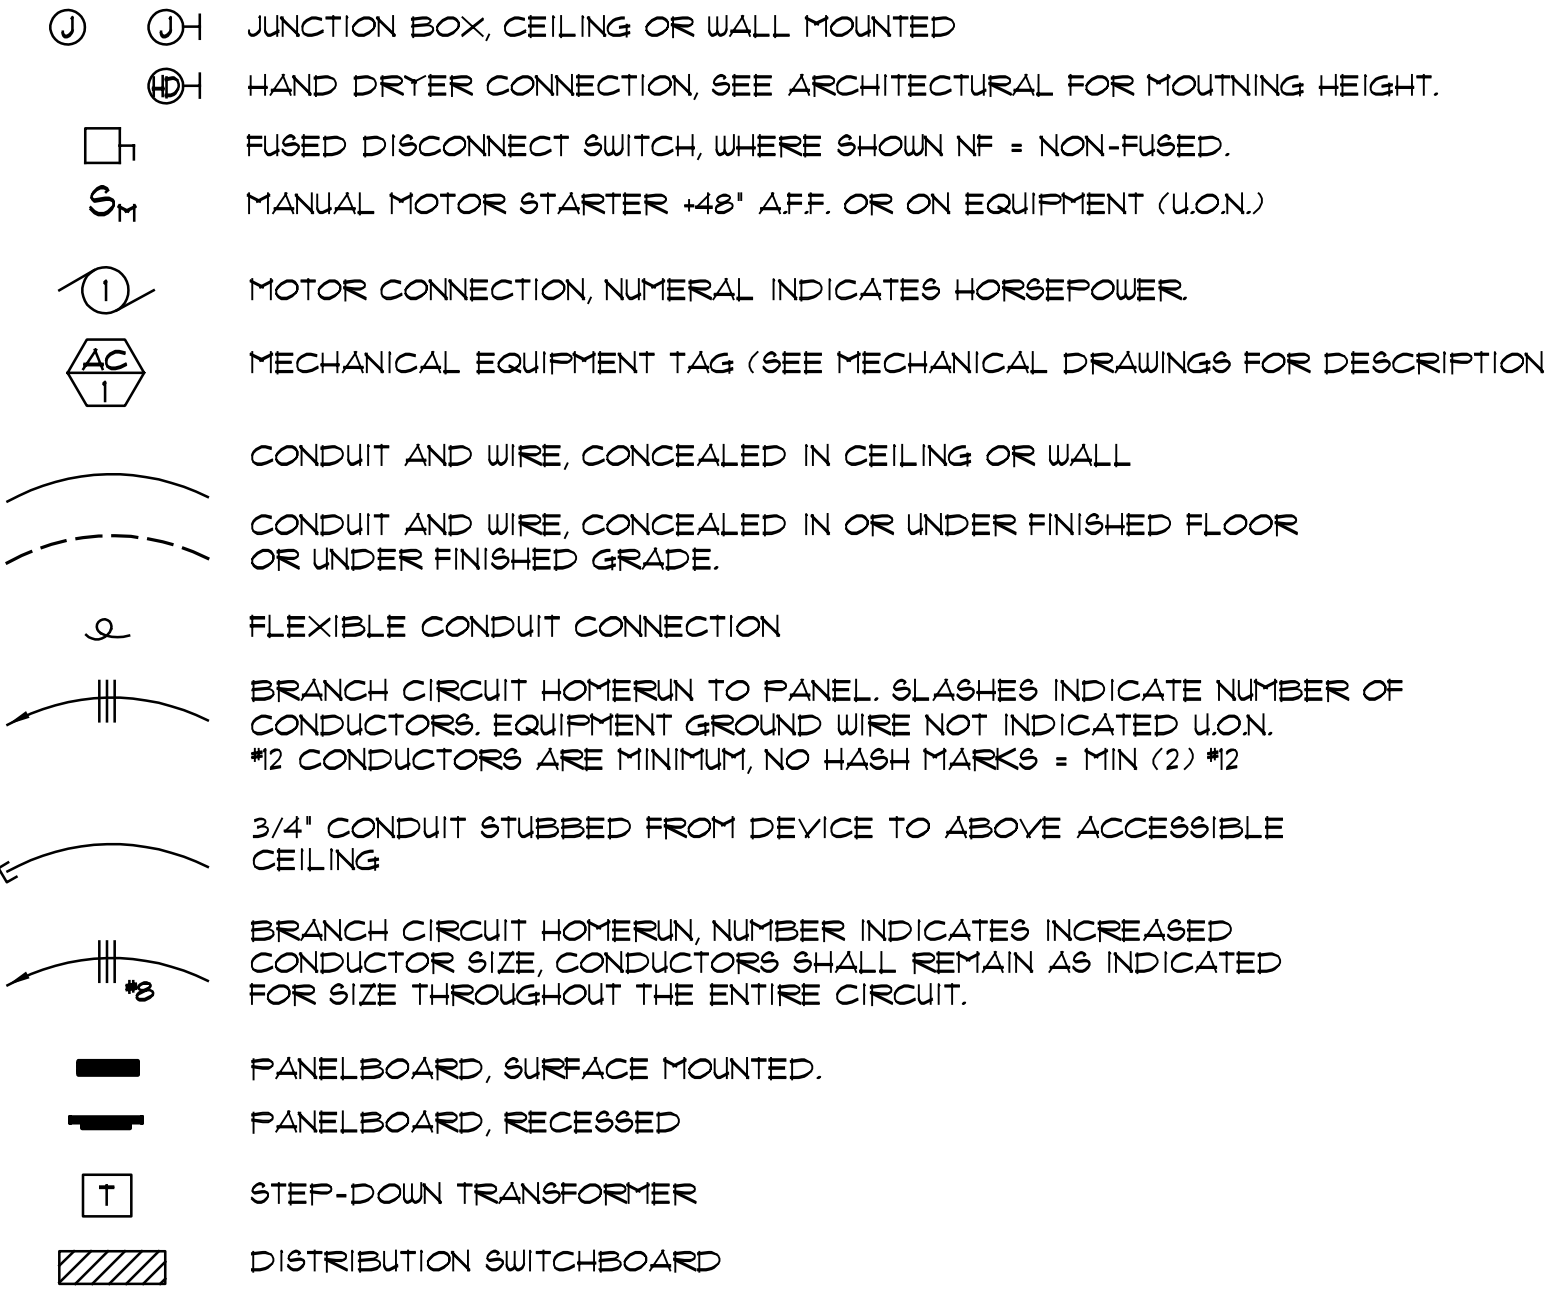 J J JUNCTION BOX, CEILING OR WALL MOUNTED
HD HAND DRYER CONNECTION, SEE ARCHITECTURAL FOR MOUTNING HEIGHT.
FUSED DISCONNECT SWITCH, WHERE SHOWN NF = NON-FUSED.
SM MANUAL MOTOR STARTER +48" A.F.F. OR ON EQUIPMENT (U.O.N.)
1 MOTOR CONNECTION, NUMERAL INDICATES HORSEPOWER.
AC
1
MECHANICAL EQUIPMENT TAG (SEE MECHANICAL DRAWINGS FOR DESCRIPTION
CONDUIT AND WIRE, CONCEALED IN CEILING OR WALL
CONDUIT AND WIRE, CONCEALED IN OR UNDER FINISHED FLOOR
OR UNDER FINISHED GRADE.
FLEXIBLE CONDUIT CONNECTION
BRANCH CIRCUIT HOMERUN TO PANEL. SLASHES INDICATE NUMBER OF
CONDUCTORS. EQUIPMENT GROUND WIRE NOT INDICATED U.O.N.
#12 CONDUCTORS ARE MINIMUM, NO HASH MARKS = MIN (2) #12
3/4" CONDUIT STUBBED FROM DEVICE TO ABOVE ACCESSIBLE
CEILING
BRANCH CIRCUIT HOMERUN, NUMBER INDICATES INCREASED
CONDUCTOR SIZE, CONDUCTORS SHALL REMAIN AS INDICATED
#8 FOR SIZE THROUGHOUT THE ENTIRE CIRCUIT.
PANELBOARD, SURFACE MOUNTED.
PANELBOARD, RECESSED
T STEP-DOWN TRANSFORMER
DISTRIBUTION SWITCHBOARD